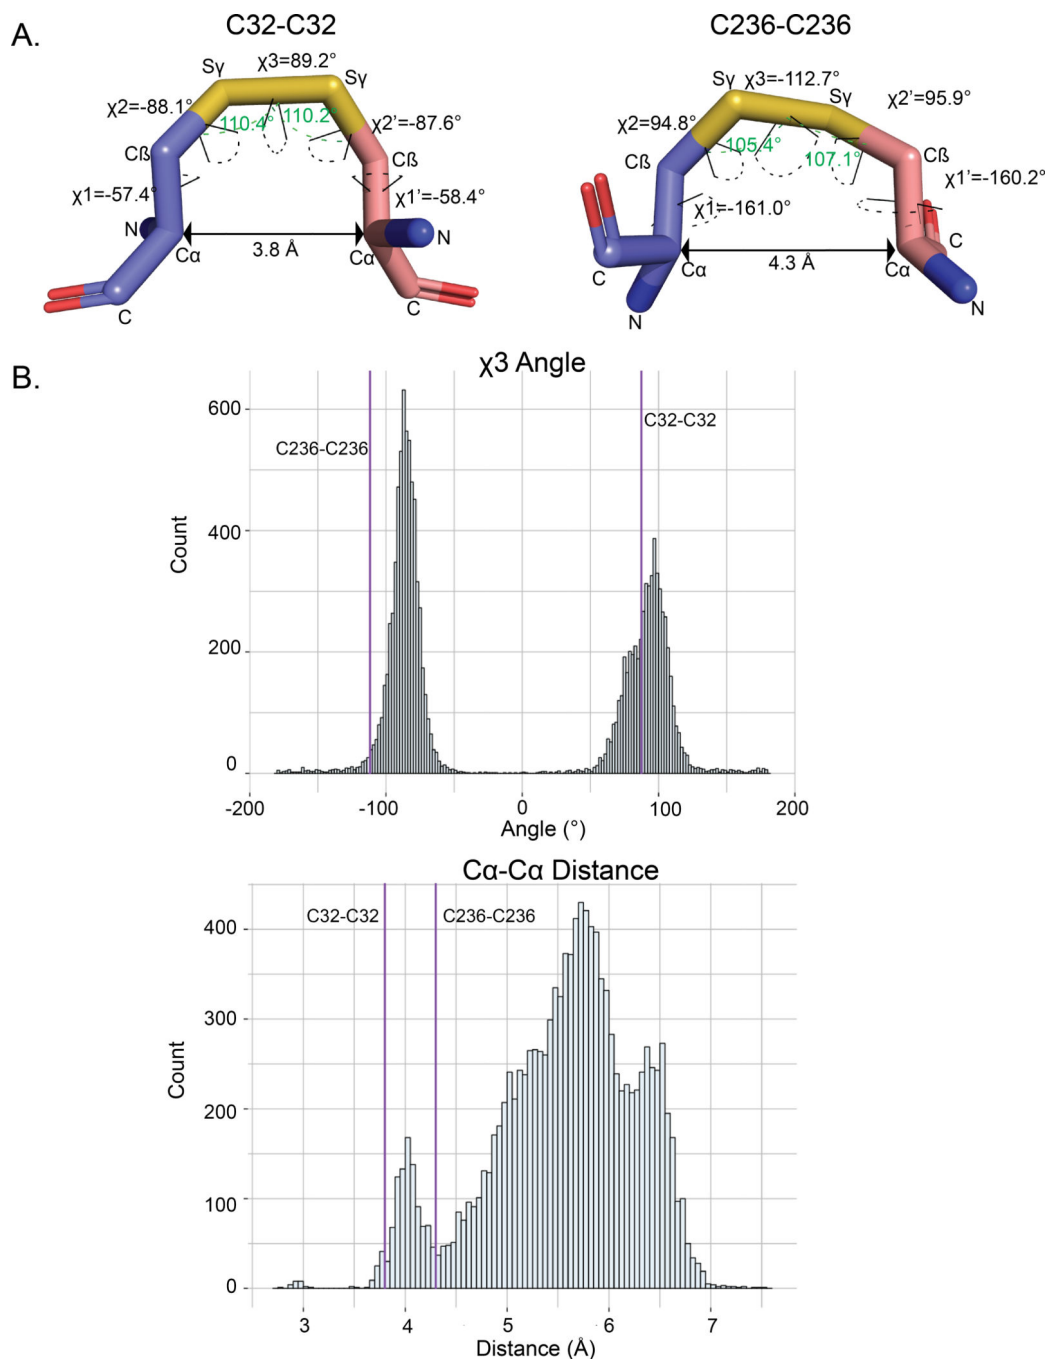 A.
C32-C32
C236-C236
Sγ
χ3=89.2°
Sγ
χ2=-88.1°
110.4°
110.2°
χ2’=-87.6°
Cß
Cß
χ1=-57.4°
χ1’=-58.4°
N
N
Cα
3.8 Å
Cα
C
C
χ3=-112.7°
Sγ
Sγ
χ2’=95.9°
χ2=94.8°
105.4°
107.1°
Cß
Cß
χ1’=-160.2°
χ1=-161.0°
C
Cα
4.3 Å
Cα
C
N
N
B.
χ3 Angle
600
400
200
0
Count
C236-C236
C32-C32
-200
-100
0
100
200
Angle (°)
Cα-Cα Distance
400
300
200
100
0
Count
C32-C32
C236-C236
3
4
5
6
7
Distance (Å)